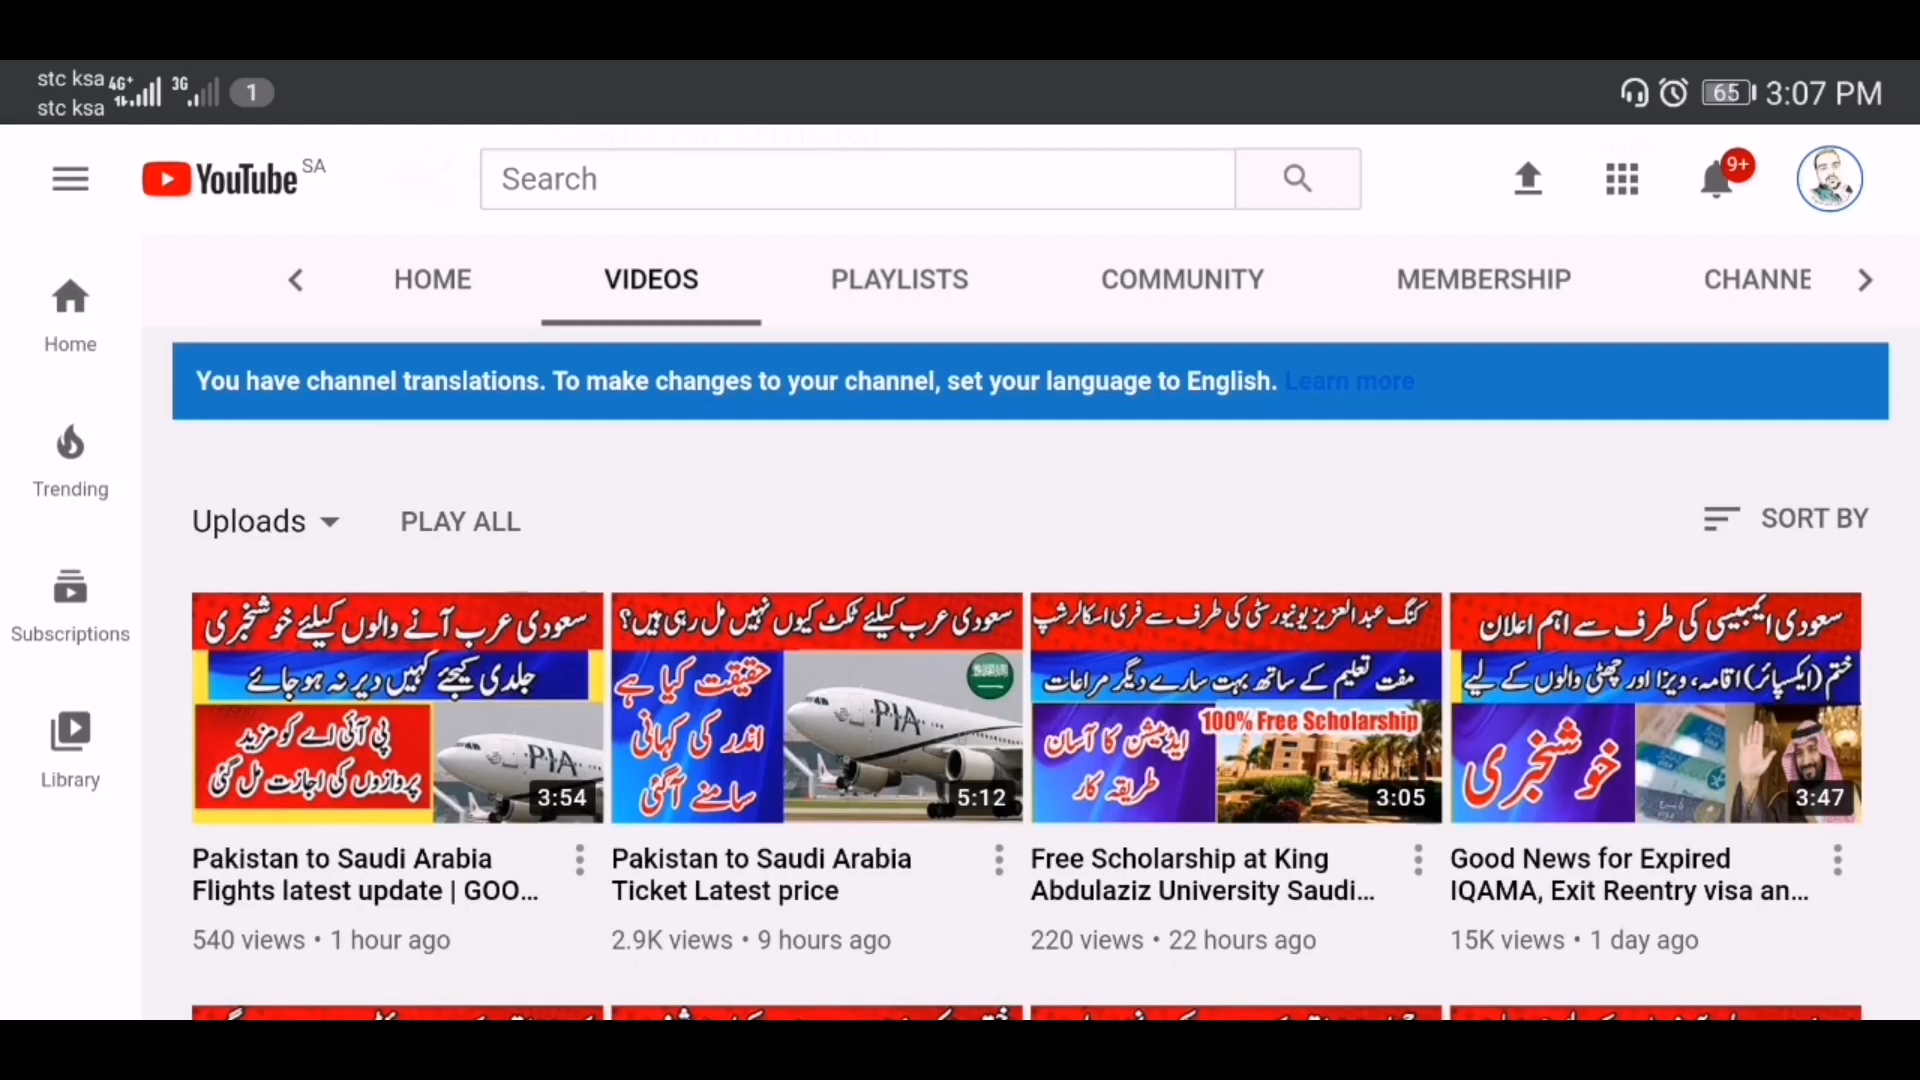 stc ksa 4G+ 3G 1 65 3:07 PM
stc ksa
YouTube SA
Search
9+
HOME VIDEOS PLAYLISTS COMMUNITY MEMBERSHIP CHANNE
Home
You have channel translations. To make changes to your channel, set your language to English. Learn more
Trending
Uploads PLAY ALL SORT BY
Subscriptions
Library
سعودی عرب آنے والوں کیلئے خوشخبری
جلدی کیجئے کہیں دیر نہ ہو جائے
پی آئی اے کو مزید
پروازوں کی اجازت مل گئی
PIA
3:54
Pakistan to Saudi Arabia
Flights latest update | GOO...
540 views • 1 hour ago
سعودی عرب کیلئے ٹکٹ کیوں نہیں مل رہی ہیں؟
حقیقت کیا ہے
اندر کی کہانی
سامنے آگئی
PIA
5:12
Pakistan to Saudi Arabia
Ticket Latest price
2.9K views • 9 hours ago
کنگ عبدالعزیز یونیورسٹی کی طرف سے فری اسکالرشپ
مفت تعلیم کے ساتھ بہت سارے دیگر مراعات
100% Free Scholarship
ایڈمیشن کا آسان
طریقہ کار
3:05
Free Scholarship at King
Abdulaziz University Saudi...
220 views • 22 hours ago
سعودی ایمبیسی کی طرف سے اہم اعلان
ختم (ایکسپائر) اقامہ، ویزا اور چھٹی والوں کے لیے
خوشخبری
3:47
Good News for Expired
IQAMA, Exit Reentry visa an...
15K views • 1 day ago